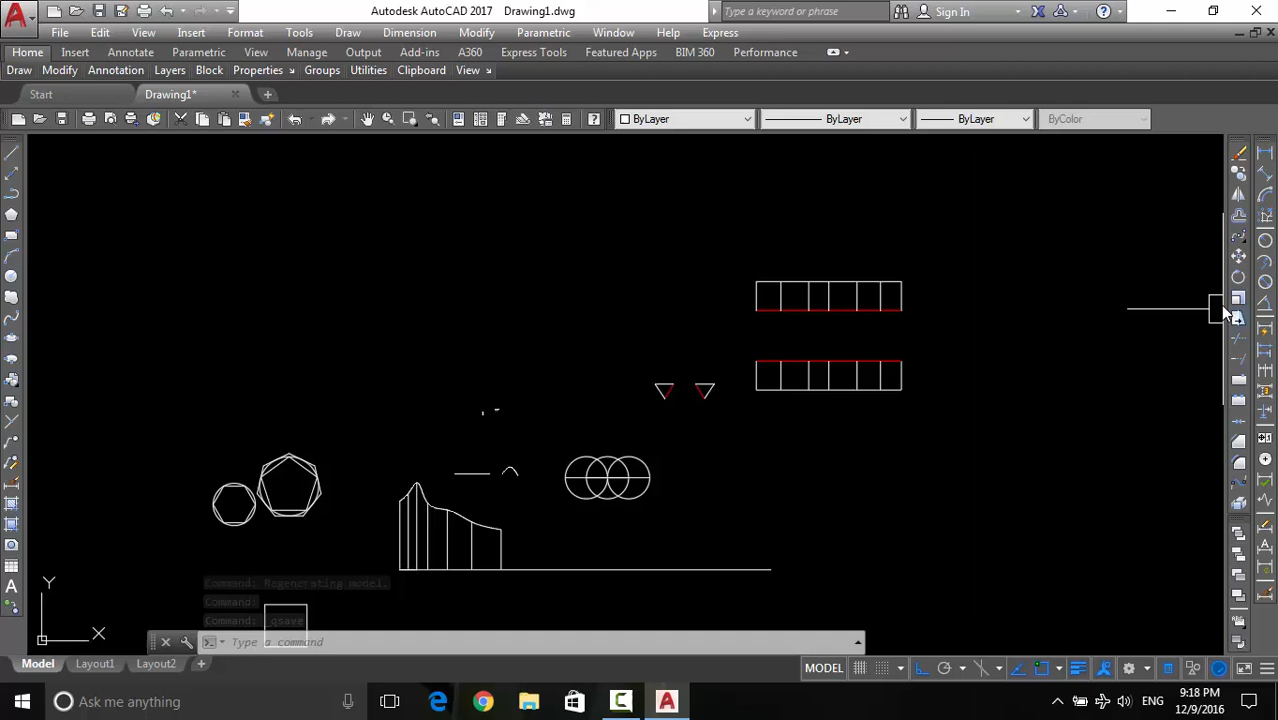 Autodesk AutoCAD 2017 Drawing1.dwg Type a keyword or phrase Sign In
File Edit View Insert Format Tools Draw Dimension Modify Parametric Window Help Express
Home Insert Annotate Parametric View Manage Output Add-ins A360 Express Tools Featured Apps BIM 360 Performance
Draw Modify Annotation Layers Block Properties Groups Utilities Clipboard View
Start Drawing1*
ByLayer ByLayer ByLayer ByColor
Y
X
Command: Regenerating model.
Command:
Command: _qsave
Type a command
Model Layout1 Layout2 + MODEL
Ask me anything ENG 9:18 PM
12/9/2016